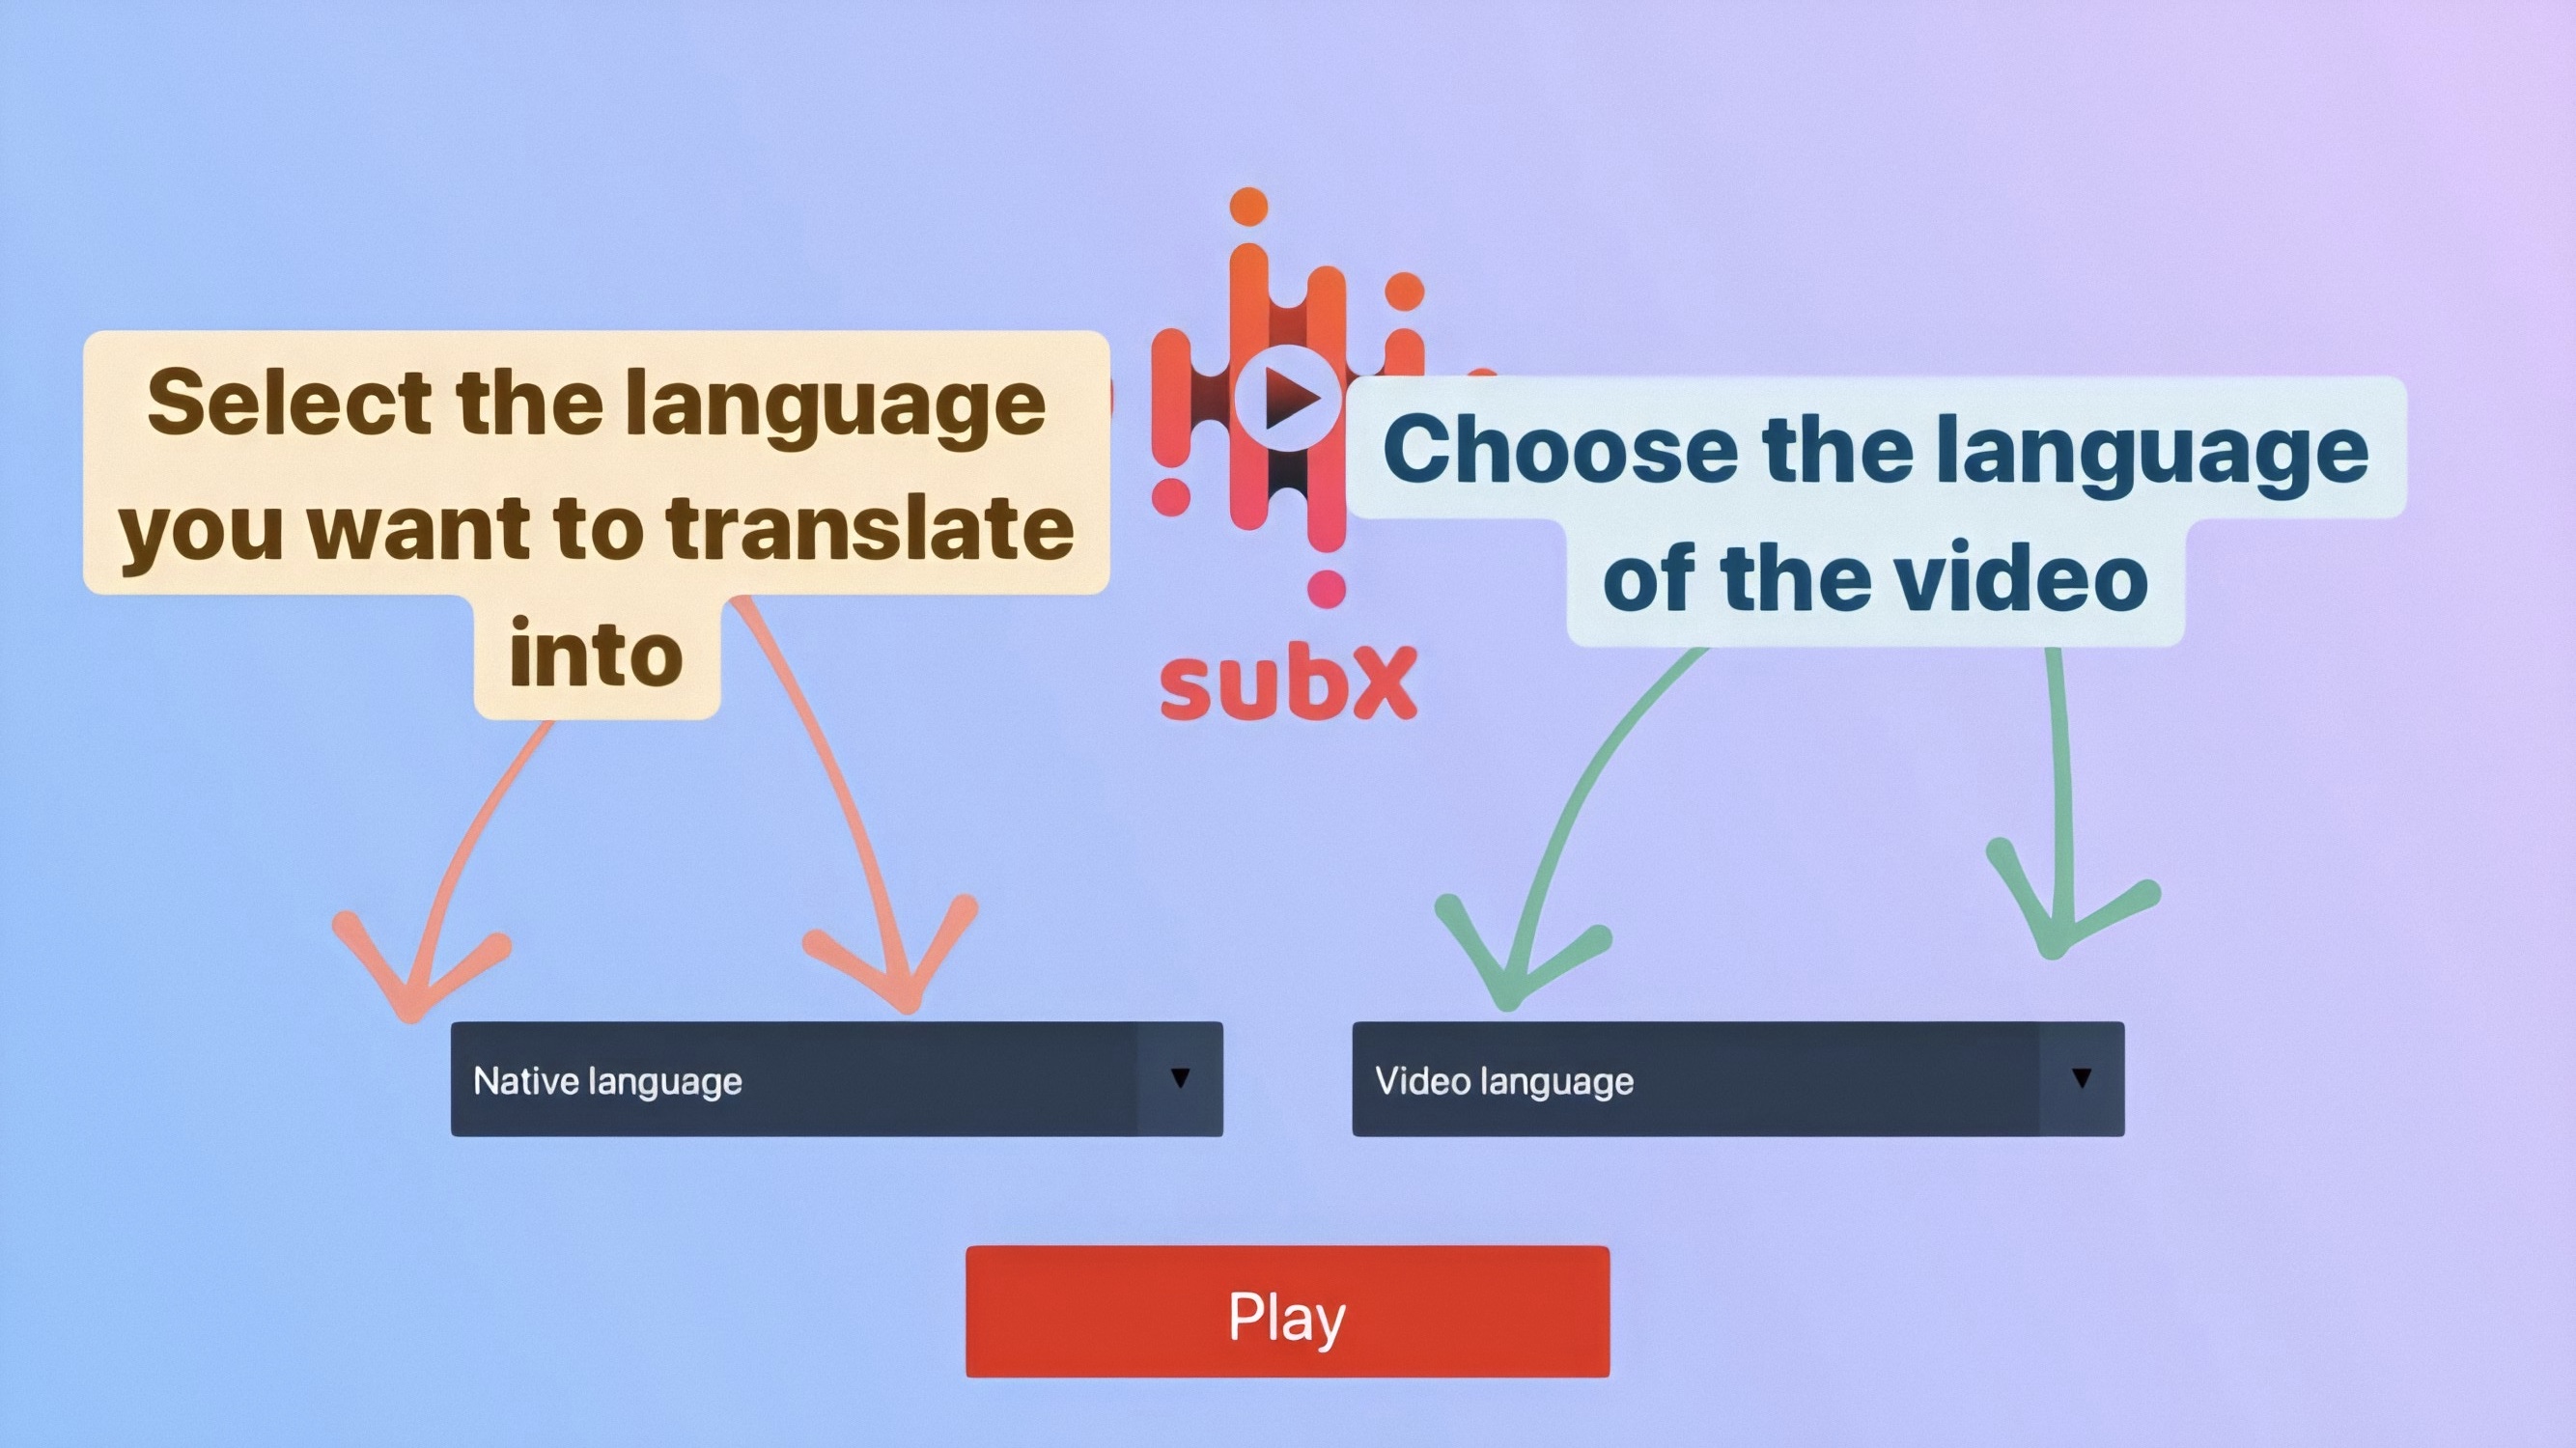 Select the language
you want to translate
into
Choose the language
of the video
subX
Native language
Video language
Play